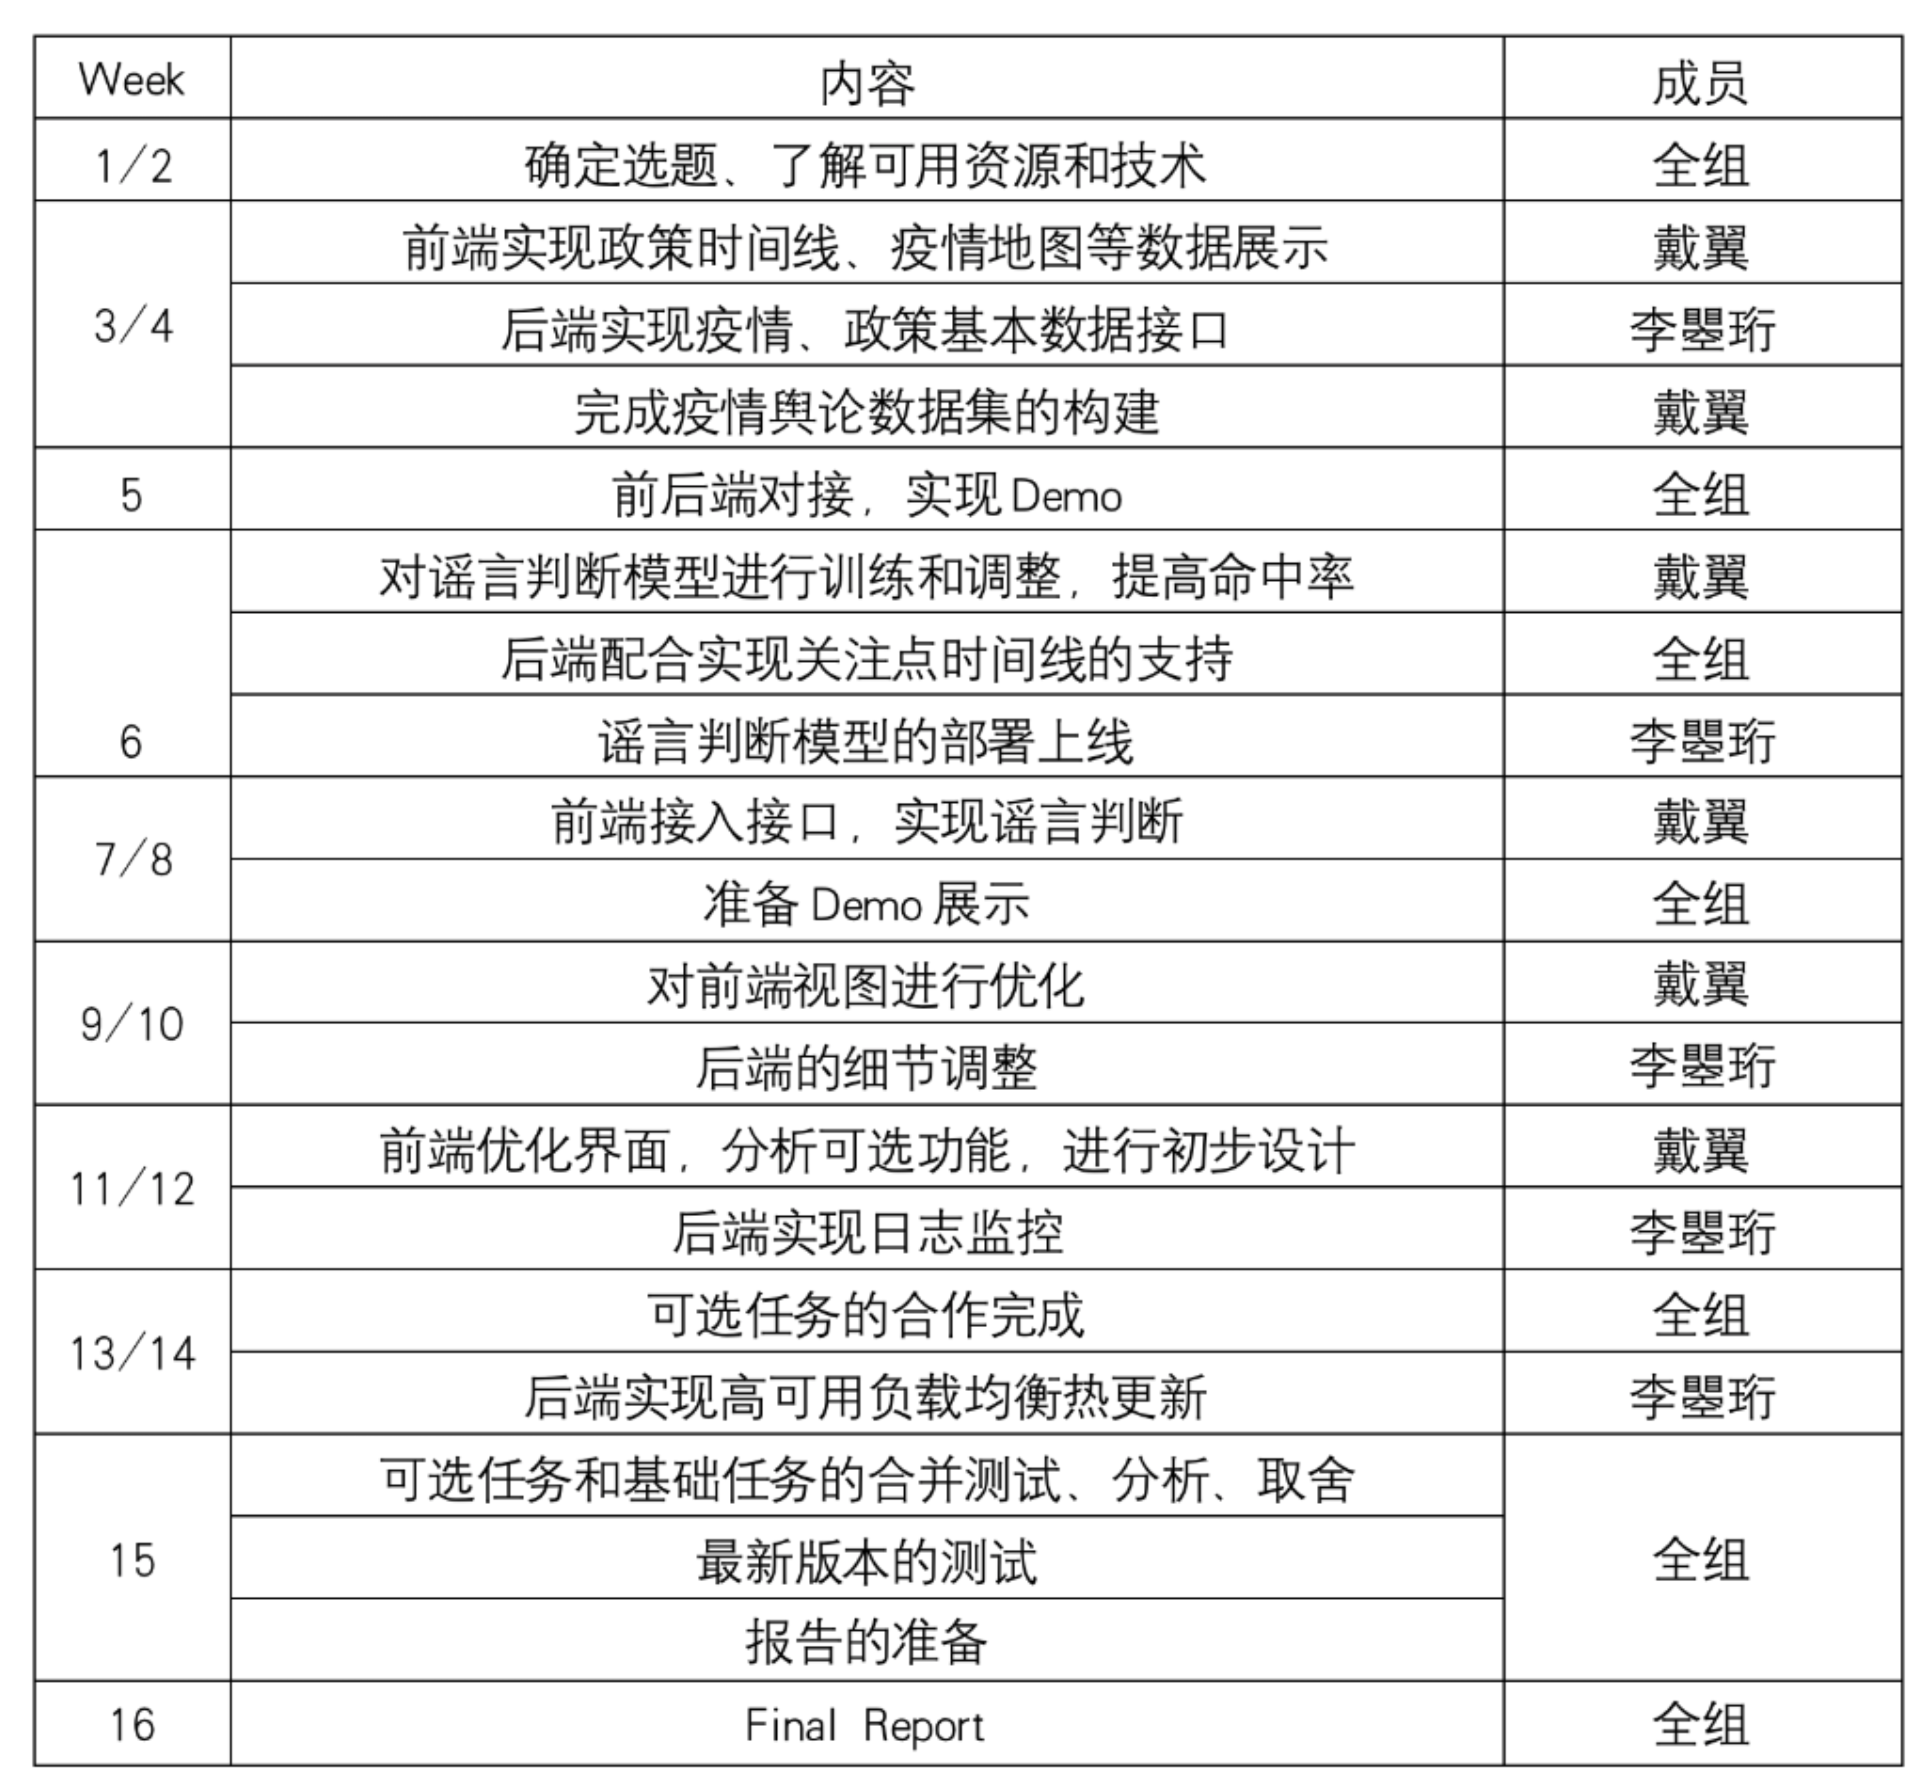 Week 内容 成员
1/2 确定选题、了解可用资源和技术 全组
前端实现政策时间线、疫情地图等数据展示 戴翼
3/4 后端实现疫情、政策基本数据接口 李曌珩
完成疫情舆论数据集的构建 戴翼
5 前后端对接，实现Demo 全组
对谣言判断模型进行训练和调整，提高命中率 戴翼
后端配合实现关注点时间线的支持 全组
6 谣言判断模型的部署上线 李曌珩
7/8 前端接入接口，实现谣言判断 戴翼
准备Demo展示 全组
9/10 对前端视图进行优化 戴翼
后端的细节调整 李曌珩
11/12 前端优化界面，分析可选功能，进行初步设计 戴翼
后端实现日志监控 李曌珩
13/14 可选任务的合作完成 全组
后端实现高可用负载均衡热更新 李曌珩
可选任务和基础任务的合并测试、分析、取舍
15 最新版本的测试 全组
报告的准备
16 Final Report 全组